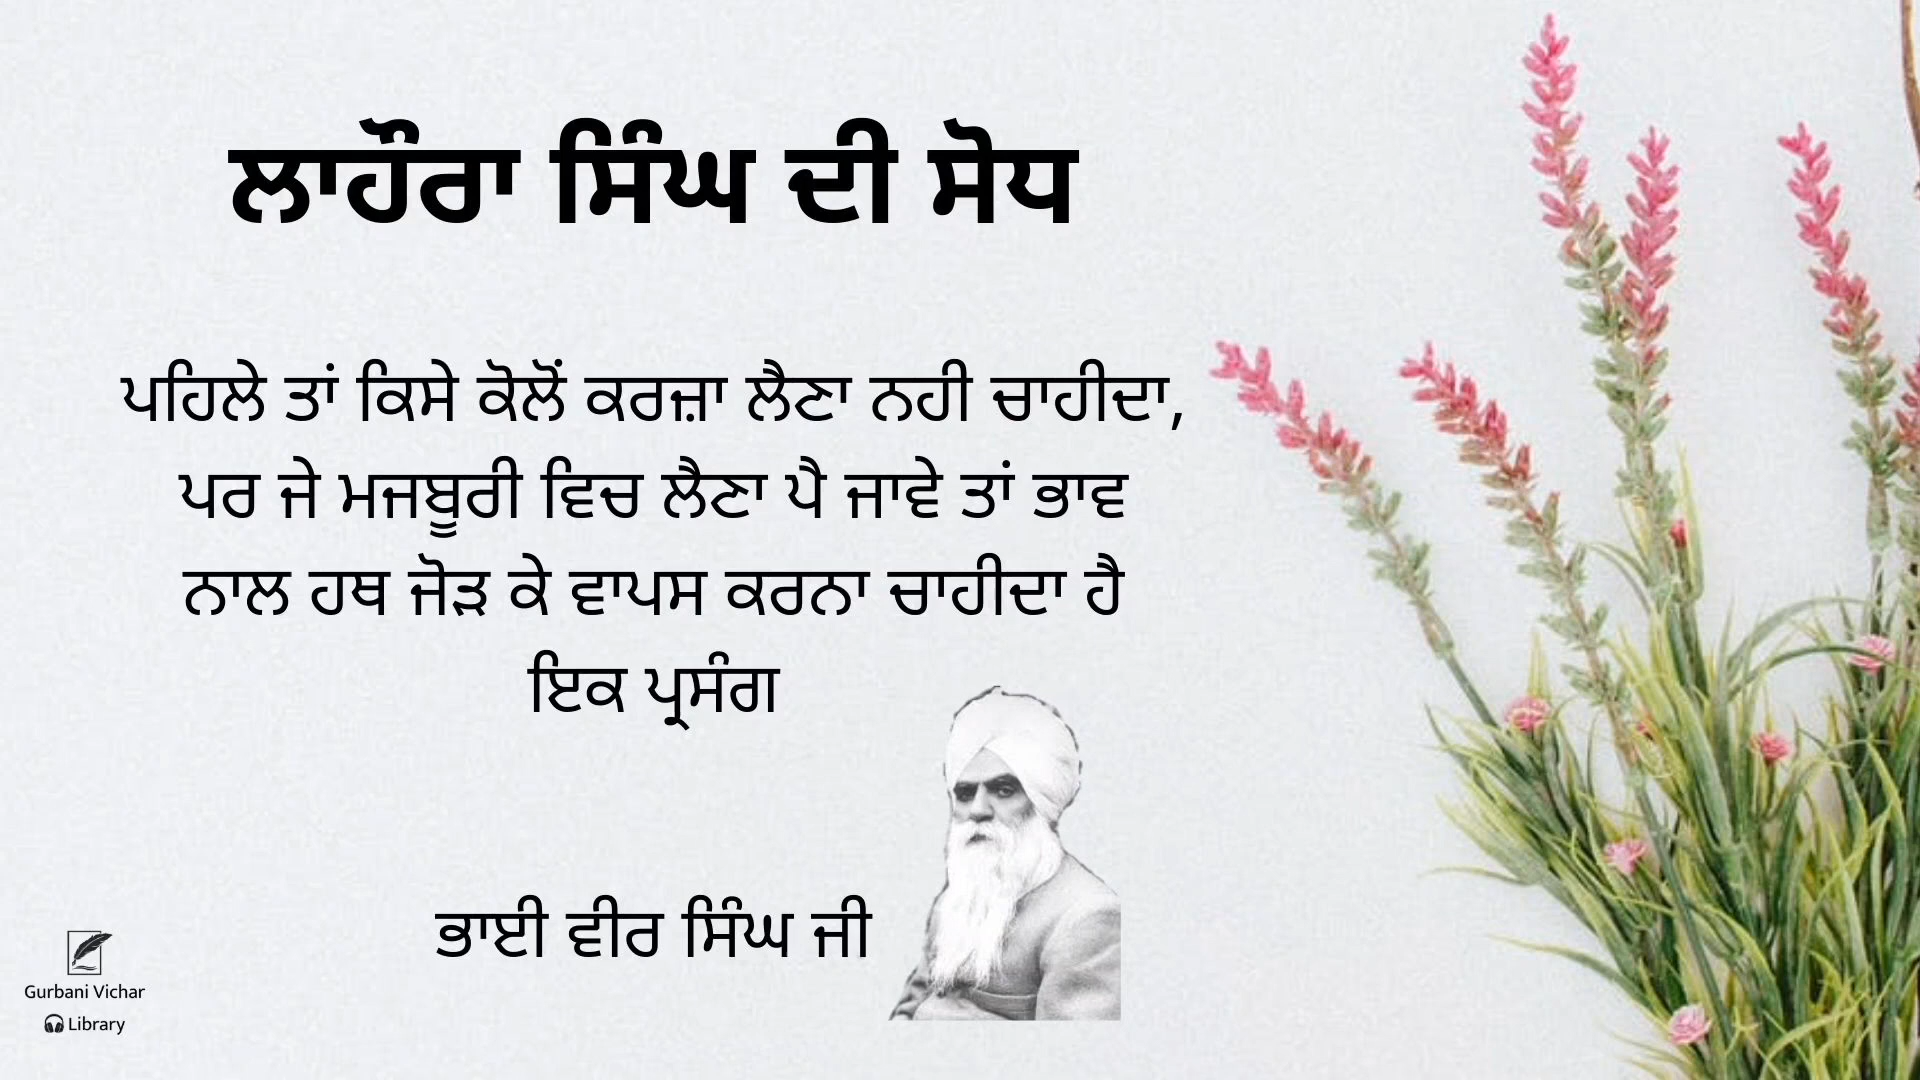 ਲਾਹੌਰਾ ਸਿੰਘ ਦੀ ਸੋਧ
ਪਹਿਲੇ ਤਾਂ ਕਿਸੇ ਕੋਲੋਂ ਕਰਜ਼ਾ ਲੈਣਾ ਨਹੀ ਚਾਹੀਦਾ,
ਪਰ ਜੇ ਮਜਬੂਰੀ ਵਿਚ ਲੈਣਾ ਪੈ ਜਾਵੇ ਤਾਂ ਭਾਵ
ਨਾਲ ਹਥ ਜੋੜ ਕੇ ਵਾਪਸ ਕਰਨਾ ਚਾਹੀਦਾ ਹੈ
ਇਕ ਪ੍ਰਸੰਗ
ਭਾਈ ਵੀਰ ਸਿੰਘ ਜੀ
Gurbani Vichar
Library